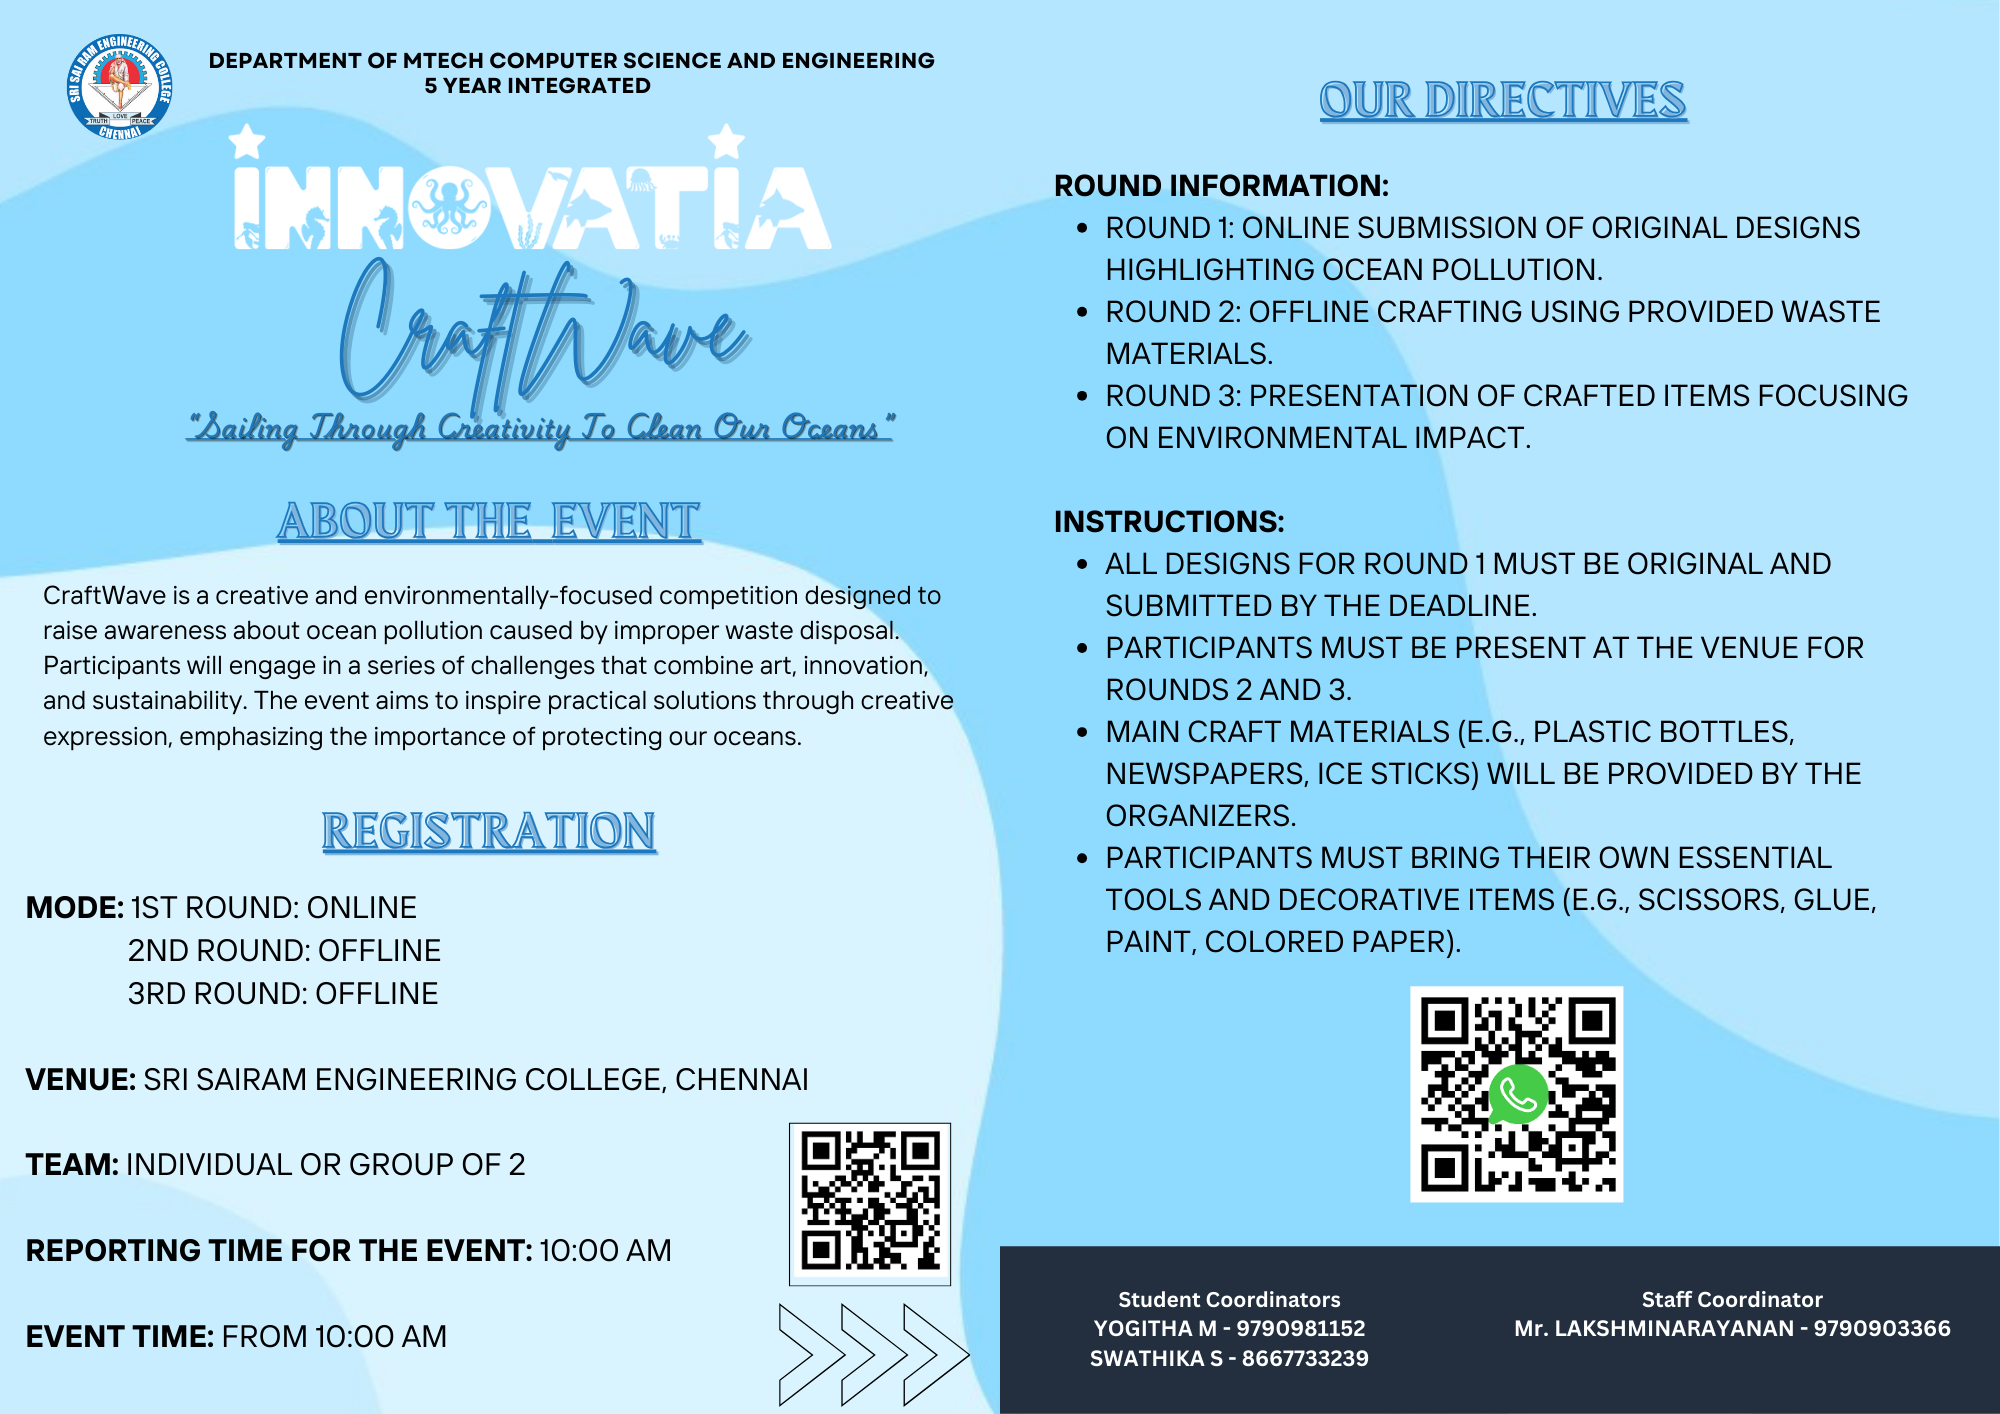 SRI SAI RAM ENGINEERING COLLEGE
TRUTH LOVE PEACE
CHENNAI
DEPARTMENT OF MTECH COMPUTER SCIENCE AND ENGINEERING
5 YEAR INTEGRATED
INNOVATIA
CraftWave
"Sailing Through Creativity To Clean Our Oceans"
ABOUT THE EVENT
CraftWave is a creative and environmentally-focused competition designed to
raise awareness about ocean pollution caused by improper waste disposal.
Participants will engage in a series of challenges that combine art, innovation,
and sustainability. The event aims to inspire practical solutions through creative
expression, emphasizing the importance of protecting our oceans.
REGISTRATION
MODE: 1ST ROUND: ONLINE
2ND ROUND: OFFLINE
3RD ROUND: OFFLINE
VENUE: SRI SAIRAM ENGINEERING COLLEGE, CHENNAI
TEAM: INDIVIDUAL OR GROUP OF 2
REPORTING TIME FOR THE EVENT: 10:00 AM
EVENT TIME: FROM 10:00 AM
OUR DIRECTIVES
ROUND INFORMATION:
• ROUND 1: ONLINE SUBMISSION OF ORIGINAL DESIGNS
HIGHLIGHTING OCEAN POLLUTION.
• ROUND 2: OFFLINE CRAFTING USING PROVIDED WASTE
MATERIALS.
• ROUND 3: PRESENTATION OF CRAFTED ITEMS FOCUSING
ON ENVIRONMENTAL IMPACT.
INSTRUCTIONS:
• ALL DESIGNS FOR ROUND 1 MUST BE ORIGINAL AND
SUBMITTED BY THE DEADLINE.
• PARTICIPANTS MUST BE PRESENT AT THE VENUE FOR
ROUNDS 2 AND 3.
• MAIN CRAFT MATERIALS (E.G., PLASTIC BOTTLES,
NEWSPAPERS, ICE STICKS) WILL BE PROVIDED BY THE
ORGANIZERS.
• PARTICIPANTS MUST BRING THEIR OWN ESSENTIAL
TOOLS AND DECORATIVE ITEMS (E.G., SCISSORS, GLUE,
PAINT, COLORED PAPER).
Student Coordinators
YOGITHA M - 9790981152
SWATHIKA S - 8667733239
Staff Coordinator
Mr. LAKSHMINARAYANAN - 9790903366